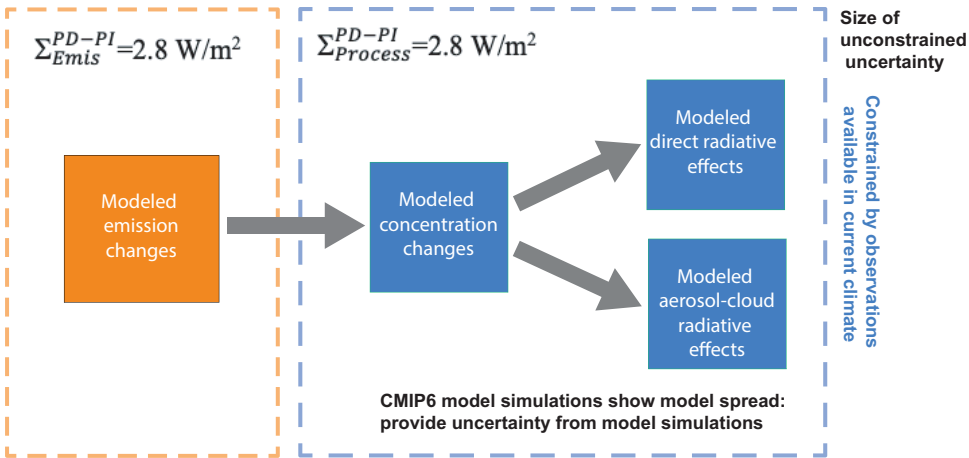 Σ_{Emis}^{PD−PI}=2.8 W/m²
Σ_{Process}^{PD−PI}=2.8 W/m²
Size of
unconstrained
uncertainty
Modeled
emission
changes
Modeled
concentration
changes
Modeled
direct radiative
effects
Modeled
aerosol-cloud
radiative
effects
Constrained by observations
available in current climate
CMIP6 model simulations show model spread:
provide uncertainty from model simulations